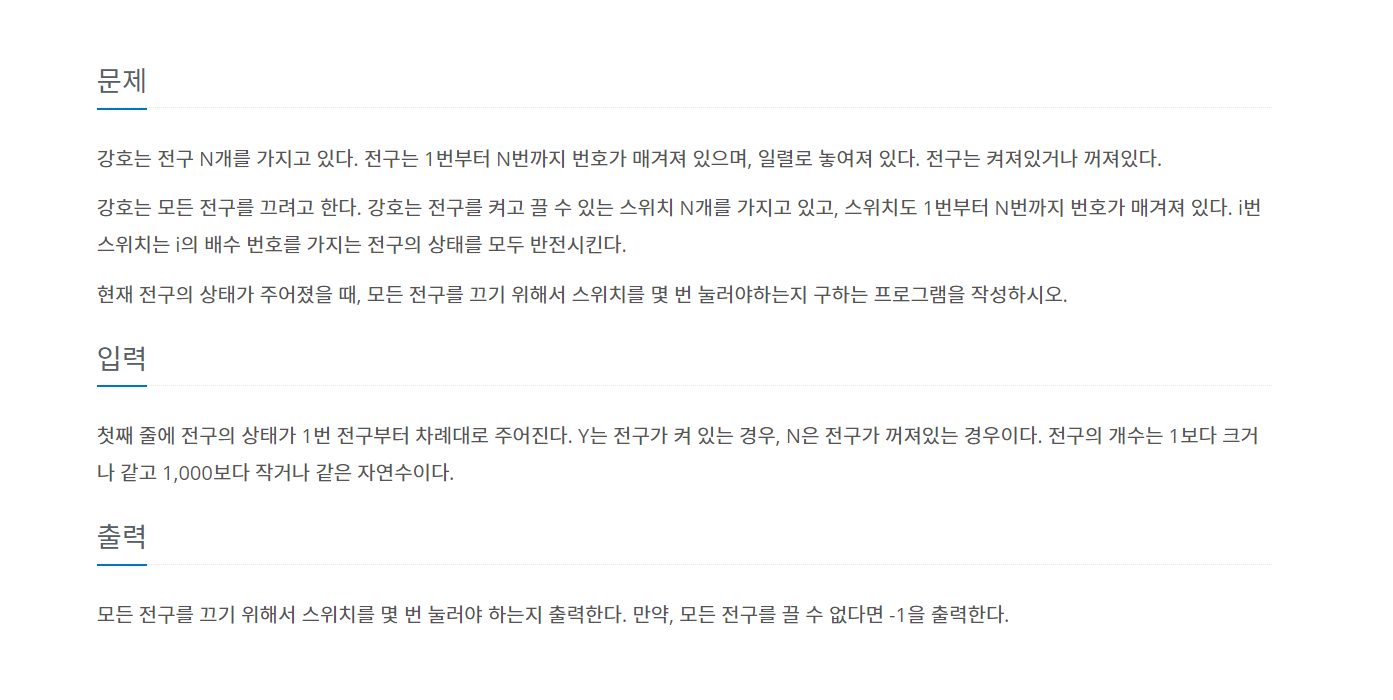 문제
강호는 전구 N개를 가지고 있다. 전구는 1번부터 N번까지 번호가 매겨져 있으며, 일렬로 놓여져 있다. 전구는 켜져있거나 꺼져있다.
강호는 모든 전구를 끄려고 한다. 강호는 전구를 켜고 끌 수 있는 스위치 N개를 가지고 있고, 스위치도 1번부터 N번까지 번호가 매겨져 있다. i번
스위치는 i의 배수 번호를 가지는 전구의 상태를 모두 반전시킨다.
현재 전구의 상태가 주어졌을 때, 모든 전구를 끄기 위해서 스위치를 몇 번 눌러야하는지 구하는 프로그램을 작성하시오.
입력
첫째 줄에 전구의 상태가 1번 전구부터 차례대로 주어진다. Y는 전구가 켜 있는 경우, N은 전구가 꺼져있는 경우이다. 전구의 개수는 1보다 크거
나 같고 1,000보다 작거나 같은 자연수이다.
출력
모든 전구를 끄기 위해서 스위치를 몇 번 눌러야 하는지 출력한다. 만약, 모든 전구를 끌 수 없다면 -1을 출력한다.